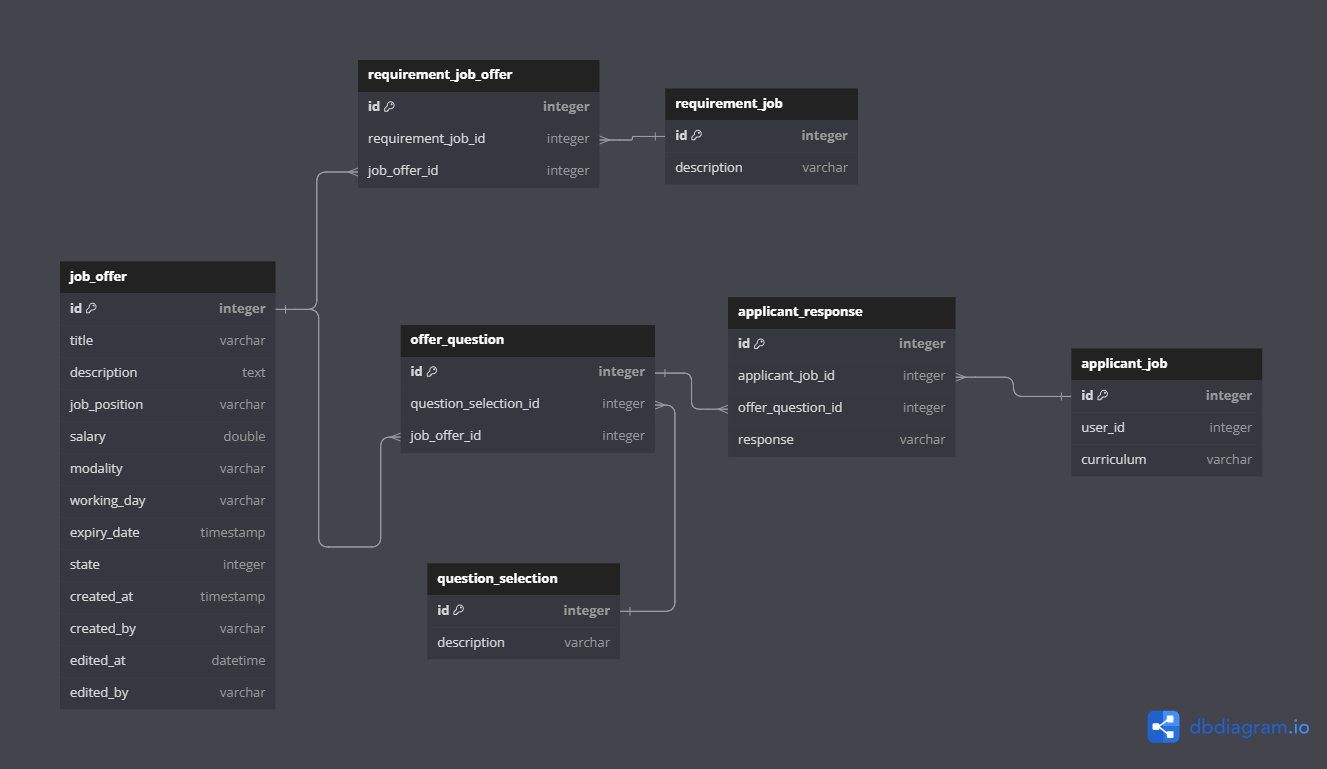 requirement_job_offer
id integer
requirement_job_id integer
job_offer_id integer
requirement_job
id integer
description varchar
job_offer
id integer
title varchar
description text
job_position varchar
salary double
modality varchar
working_day varchar
expiry_date timestamp
state integer
created_at timestamp
created_by varchar
edited_at datetime
edited_by varchar
offer_question
id integer
question_selection_id integer
job_offer_id integer
applicant_response
id integer
applicant_job_id integer
offer_question_id integer
response varchar
applicant_job
id integer
user_id integer
curriculum varchar
question_selection
id integer
description varchar
dbdiagram.io